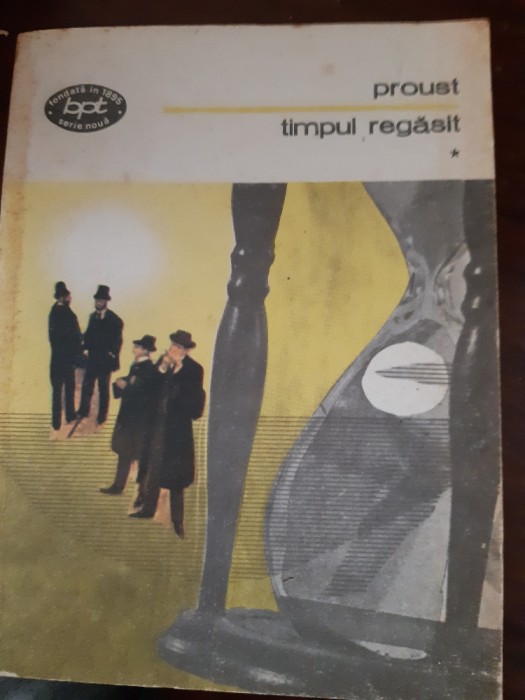 fondată în 1895
bpt
serie nouă
proust
timpul regăsit
*